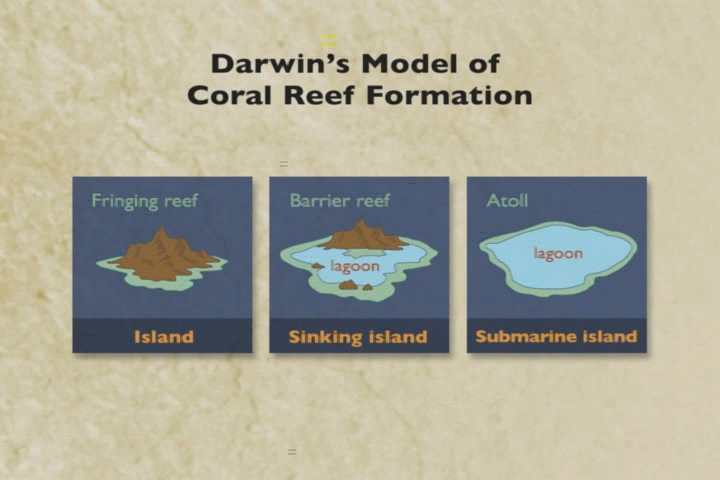 Darwin's Model of
Coral Reef Formation
Fringing reef
Island
Barrier reef
lagoon
Sinking island
Atoll
lagoon
Submarine island